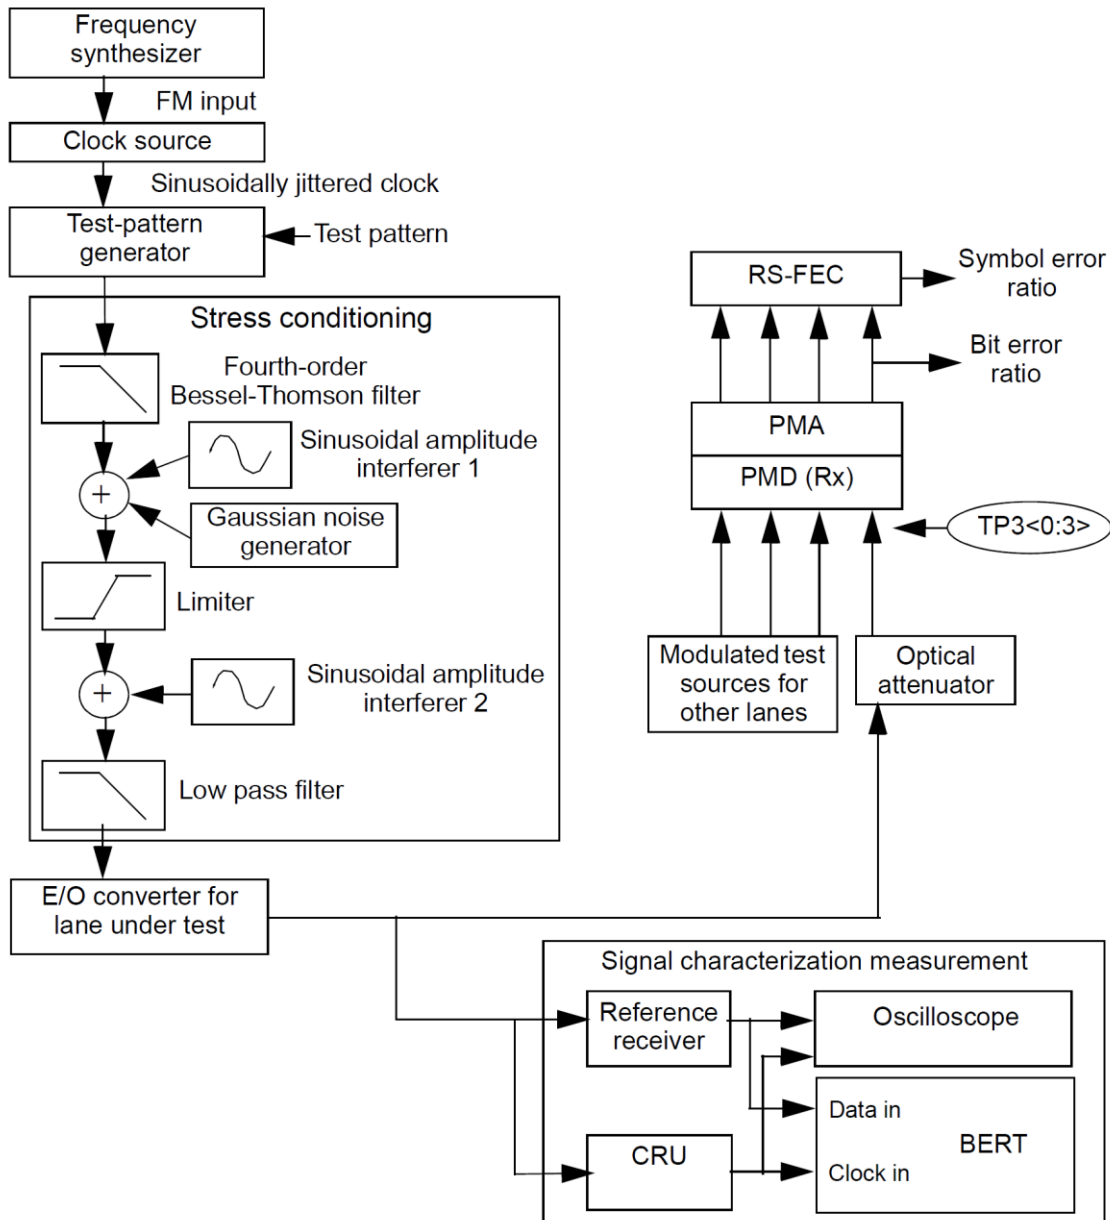 Frequency
synthesizer
FM input
Clock source
Sinusoidally jittered clock
Test-pattern
generator
Test pattern
Stress conditioning
Fourth-order
Bessel-Thomson filter
Sinusoidal amplitude
interferer 1
+
Gaussian noise
generator
Limiter
+
Sinusoidal amplitude
interferer 2
Low pass filter
E/O converter for
lane under test
RS-FEC
Symbol error
ratio
Bit error
ratio
PMA
PMD (Rx)
TP3<0:3>
Modulated test
sources for
other lanes
Optical
attenuator
Signal characterization measurement
Reference
receiver
Oscilloscope
Data in
BERT
CRU
Clock in